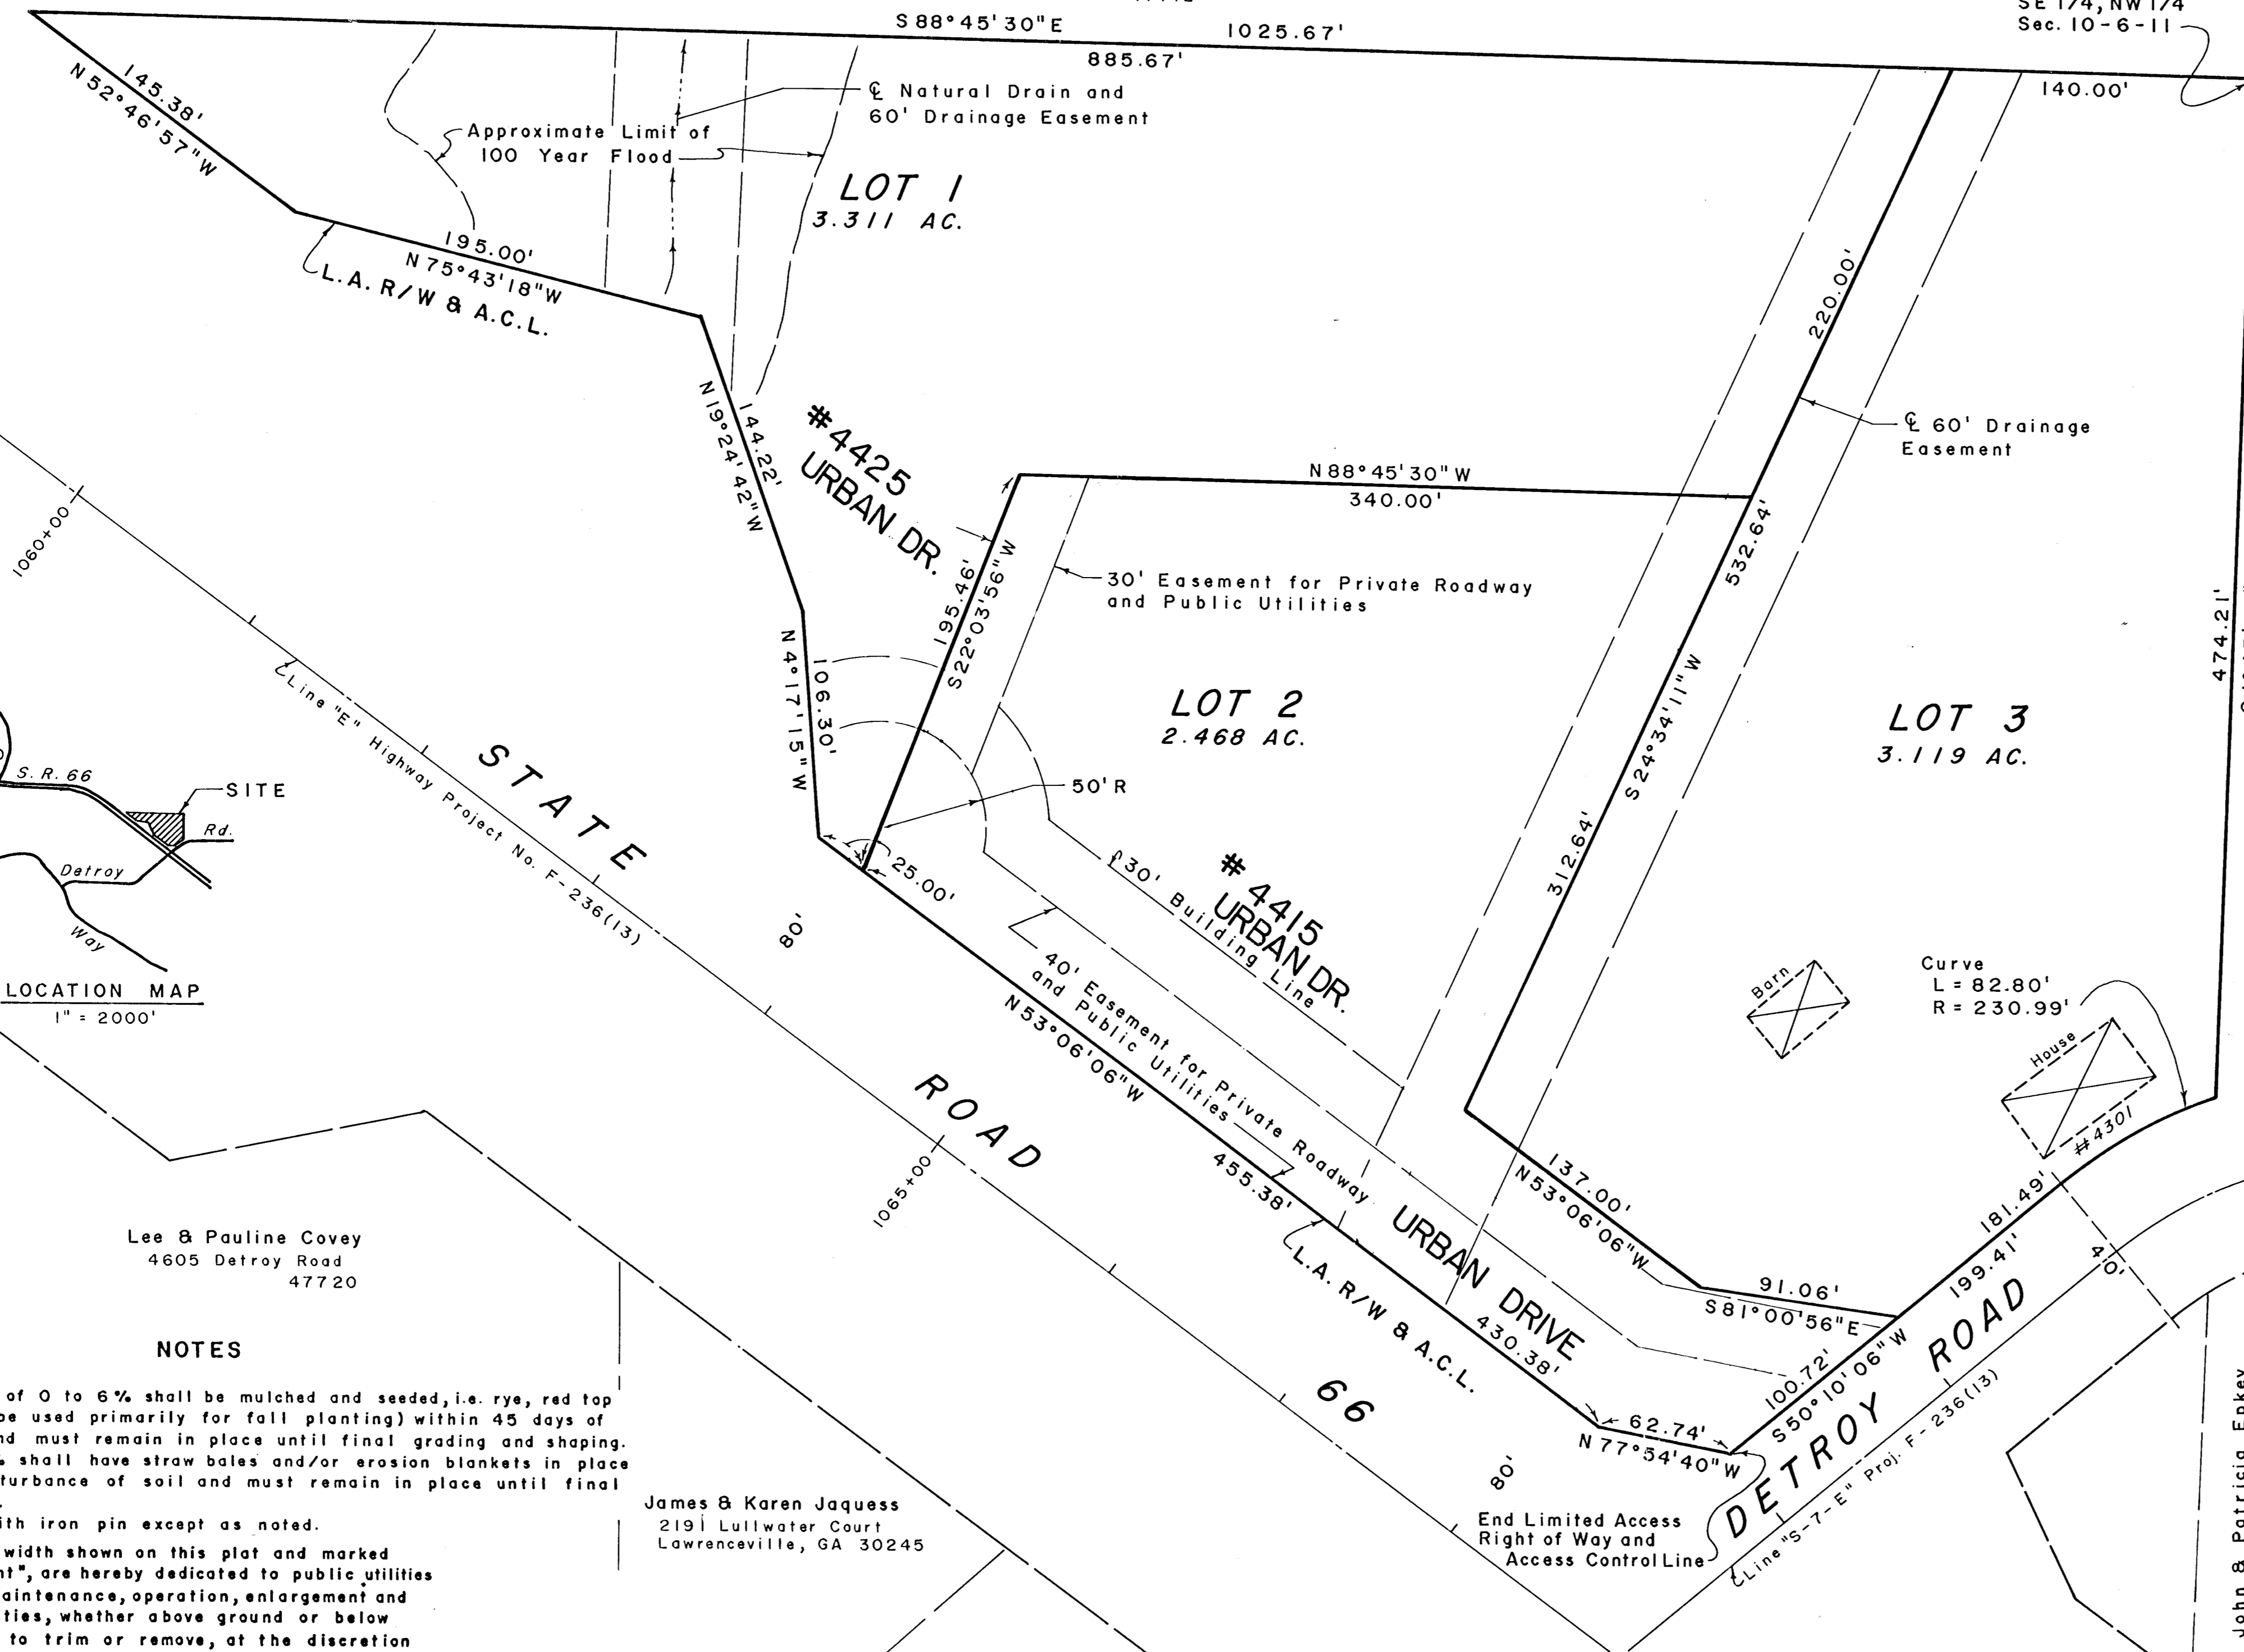 S 88°45'30" E 1025.67'
885.67'
SE 1/4, NW 1/4
Sec. 10-6-11
140.00'
145.38'
N 52°46'57" W
℄ Natural Drain and
60' Drainage Easement
Approximate Limit of
100 Year Flood
LOT 1
3.311 AC.
195.00'
N 75°43'18" W
L.A. R/W & A.C.L.
220.00'
144.22'
N 19°24'42" W
#4425
URBAN DR.
℄ 60' Drainage
Easement
N 88°45'30" W
340.00'
1060+00
532.64'
195.46'
S 22°03'56" W
30' Easement for Private Roadway
and Public Utilities
474.21'
106.30'
N 4°17'15" W
LOT 2
2.468 AC.
S 24°34'11" W
LOT 3
3.119 AC.
Line "E" Highway Project No. F-236(13)
STATE
ROAD
66
S. R. 66
SITE
Rd.
Detroy
Way
LOCATION MAP
1" = 2000'
50' R
25.00'
80'
312.64'
30' Building Line
# 4415
URBAN DR.
40' Easement for Private Roadway
and Public Utilities
N 53°06'06" W
455.38'
Barn
Curve
L = 82.80'
R = 230.99'
House
#4301
1065+00
137.00'
N 53°06'06" W
181.49'
199.41'
40'
91.06'
S 81°00'56" E
URBAN DRIVE
L.A. R/W & A.C.L.
430.38'
100.72'
S 50°10'06" W
62.74'
N 77°54'40" W
DETROY ROAD
Line "S-7-E" Proj. F-236(13)
80'
End Limited Access
Right of Way and
Access Control Line
Lee & Pauline Covey
4605 Detroy Road
47720
James & Karen Jaquess
2191 Lullwater Court
Lawrenceville, GA 30245
John & Patricia Epkey
NOTES
of 0 to 6% shall be mulched and seeded, i.e. rye, red top
be used primarily for fall planting) within 45 days of
must remain in place until final grading and shaping.
% shall have straw bales and/or erosion blankets in place
turbance of soil and must remain in place until final
ith iron pin except as noted.
width shown on this plat and marked
nt", are hereby dedicated to public utilities
aintenance, operation, enlargement and
ties, whether above ground or below
to trim or remove, at the discretion